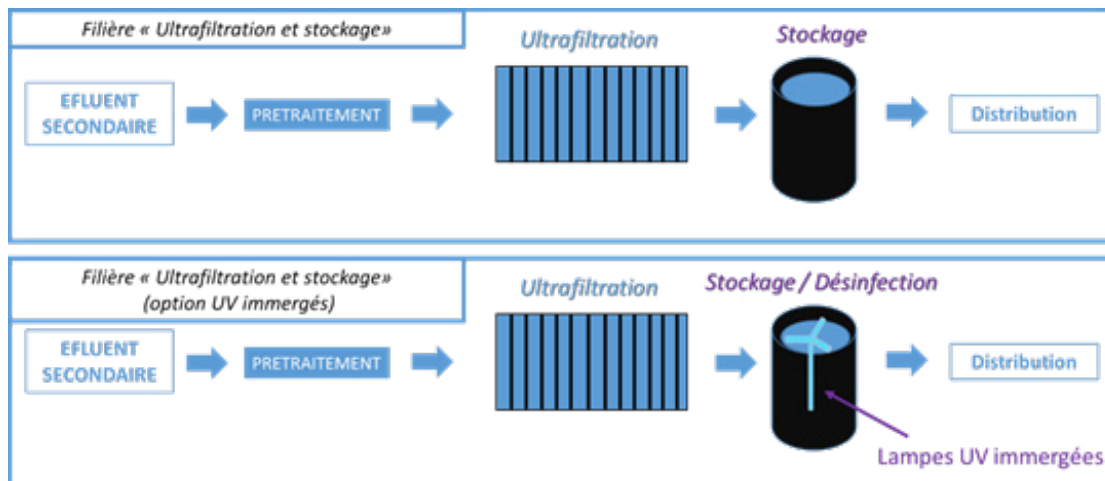 Filière « Ultrafiltration et stockage»
Ultrafiltration
Stockage
EFLUENT
SECONDAIRE
PRETRAITEMENT
Distribution
Filière « Ultrafiltration et stockage»
(option UV immergés)
Ultrafiltration
Stockage / Désinfection
EFLUENT
SECONDAIRE
PRETRAITEMENT
Distribution
Lampes UV immergées